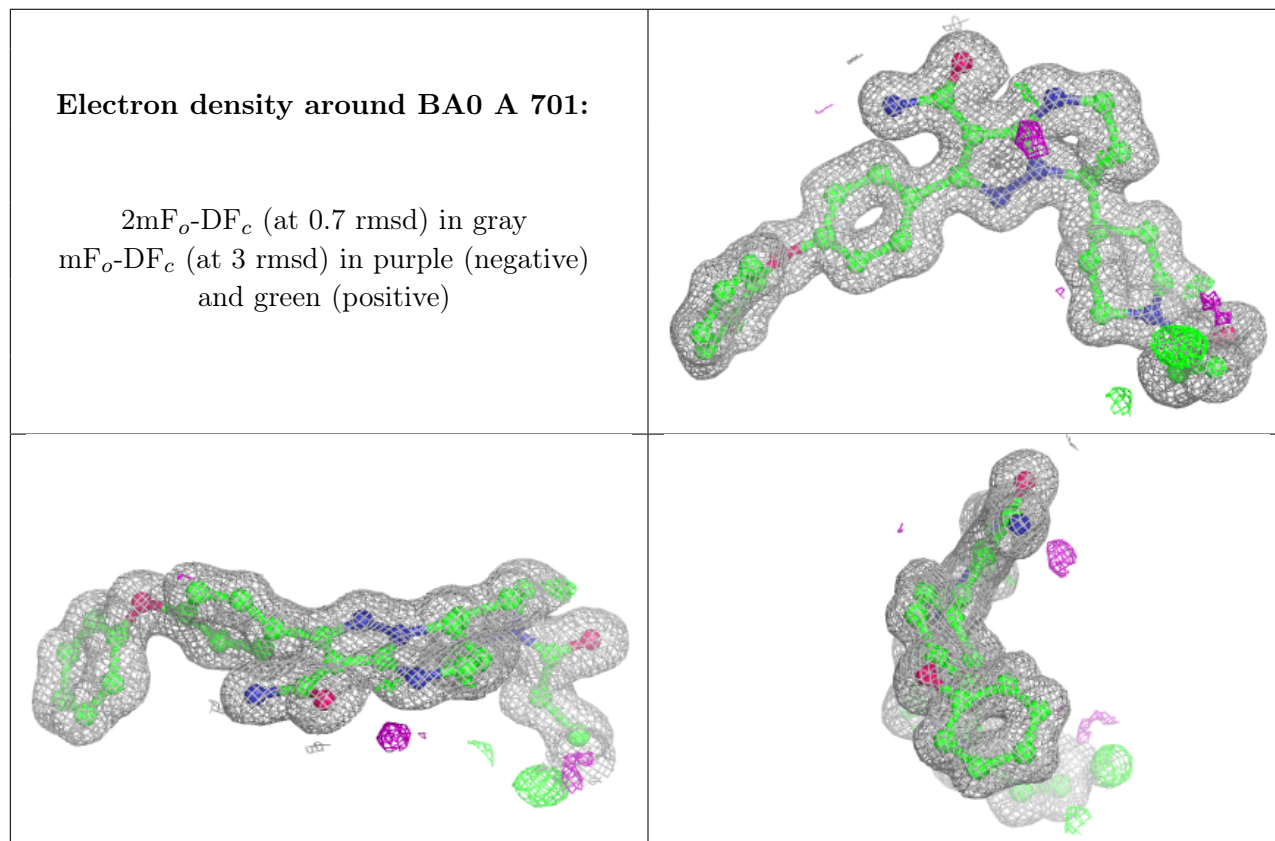 Electron density around BA0 A 701:
2mFo-DFc (at 0.7 rmsd) in gray
mFo-DFc (at 3 rmsd) in purple (negative)
and green (positive)